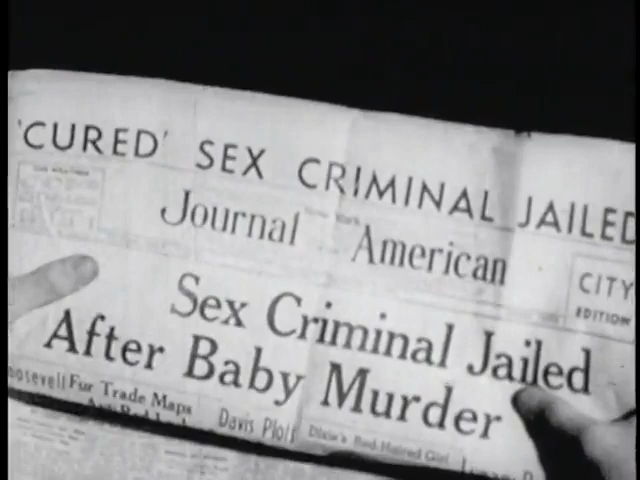 'CURED' SEX CRIMINAL JAILED
Journal American
CITY
EDITION
Sex Criminal Jailed
After Baby Murder
Fur Trade Maps
Davis Plots
Dixie's Red Haired Girl